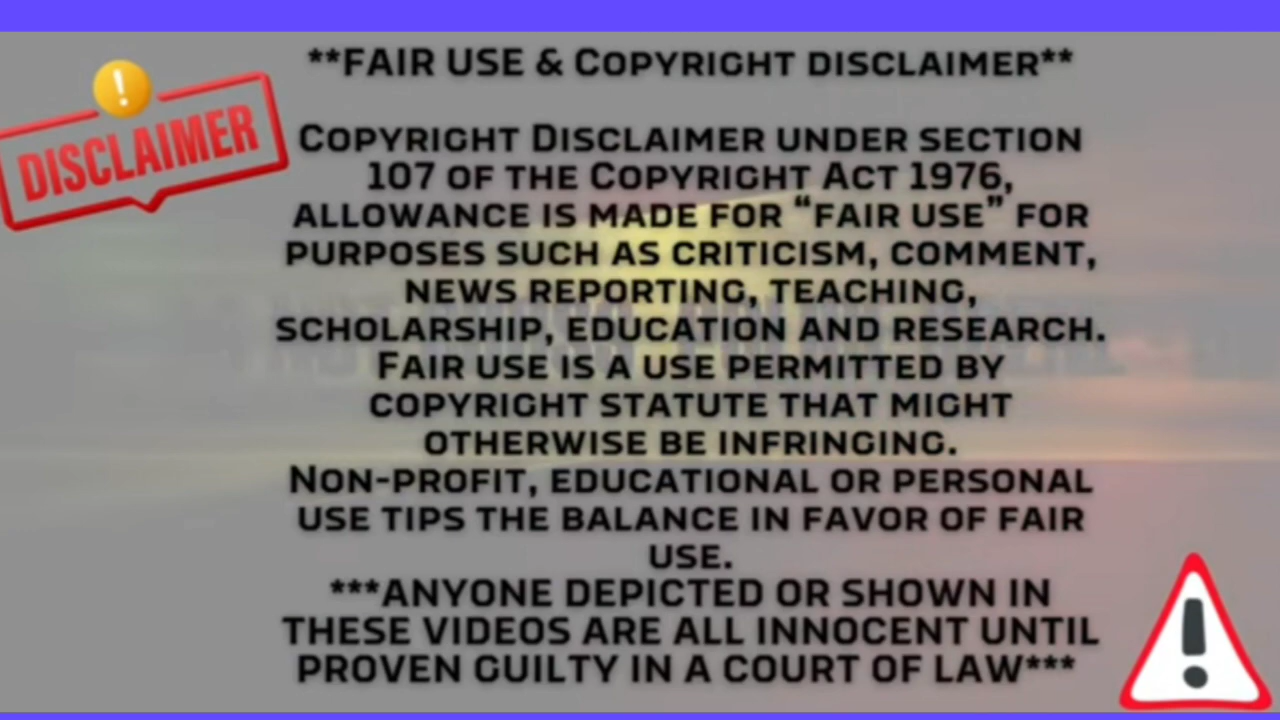 **FAIR USE & COPYRIGHT DISCLAIMER**
DISCLAIMER
COPYRIGHT DISCLAIMER UNDER SECTION
107 OF THE COPYRIGHT ACT 1976,
ALLOWANCE IS MADE FOR “FAIR USE” FOR
PURPOSES SUCH AS CRITICISM, COMMENT,
NEWS REPORTING, TEACHING,
SCHOLARSHIP, EDUCATION AND RESEARCH.
FAIR USE IS A USE PERMITTED BY
COPYRIGHT STATUTE THAT MIGHT
OTHERWISE BE INFRINGING.
NON-PROFIT, EDUCATIONAL OR PERSONAL
USE TIPS THE BALANCE IN FAVOR OF FAIR
USE.
***ANYONE DEPICTED OR SHOWN IN
THESE VIDEOS ARE ALL INNOCENT UNTIL
PROVEN GUILTY IN A COURT OF LAW***